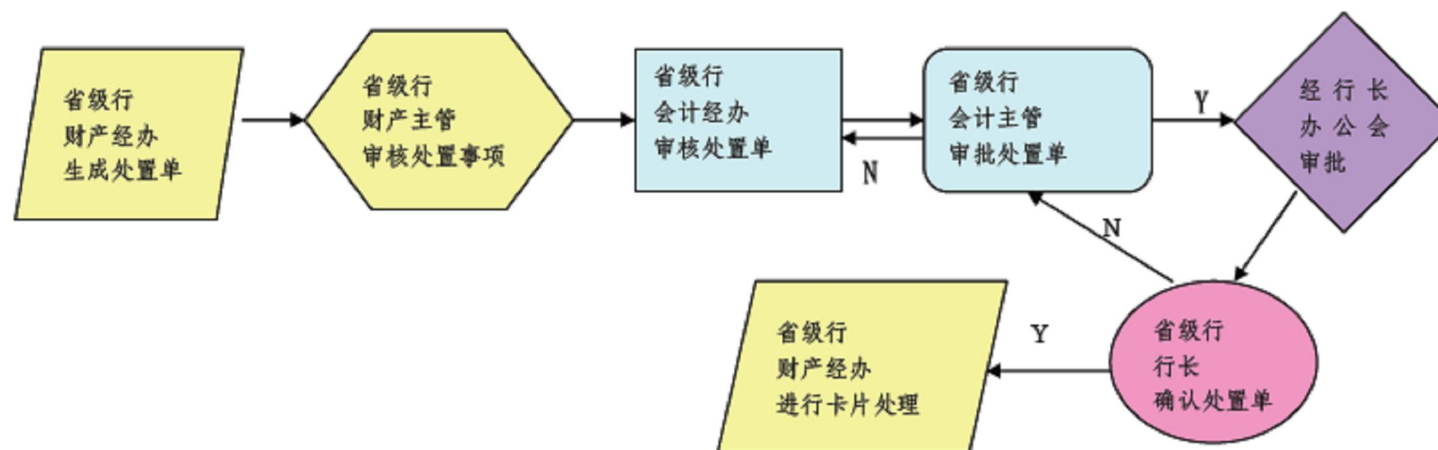 省级行
财产经办
生成处置单
省级行
财产主管
审核处置事项
省级行
会计经办
审核处置单
N
省级行
会计主管
审批处置单
Y
经行长
办公会
审批
N
省级行
财产经办
进行卡片处理
Y
省级行
行长
确认处置单